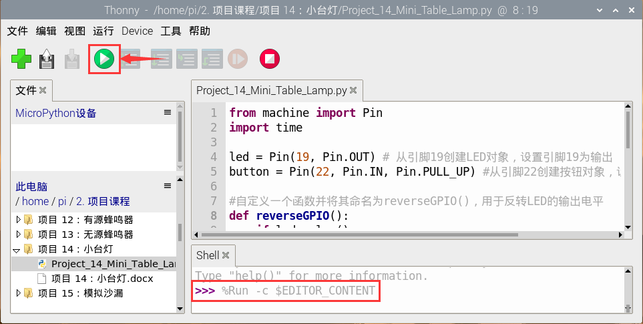 Thonny - /home/pi/2. 项目课程/项目 14：小台灯/Project_14_Mini_Table_Lamp.py @ 8 : 19
文件 编辑 视图 运行 Device 工具 帮助
文件
MicroPython设备
此电脑
/ home / pi / 2. 项目课程
项目 12：有源蜂鸣器
项目 13：无源蜂鸣器
项目 14：小台灯
Project_14_Mini_Table_Lam
项目 14：小台灯.docx
项目 15：模拟沙漏
Project_14_Mini_Table_Lamp.py
1 from machine import Pin
2 import time
3
4 led = Pin(19, Pin.OUT) # 从引脚19创建LED对象，设置引脚19为输出
5 button = Pin(22, Pin.IN, Pin.PULL_UP) #从引脚22创建按钮对象，
6
7 #自定义一个函数并将其命名为reverseGPIO()，用于反转LED的输出电平
8 def reverseGPIO():
Shell
Type "help()" for more information.
>>> %Run -c $EDITOR_CONTENT